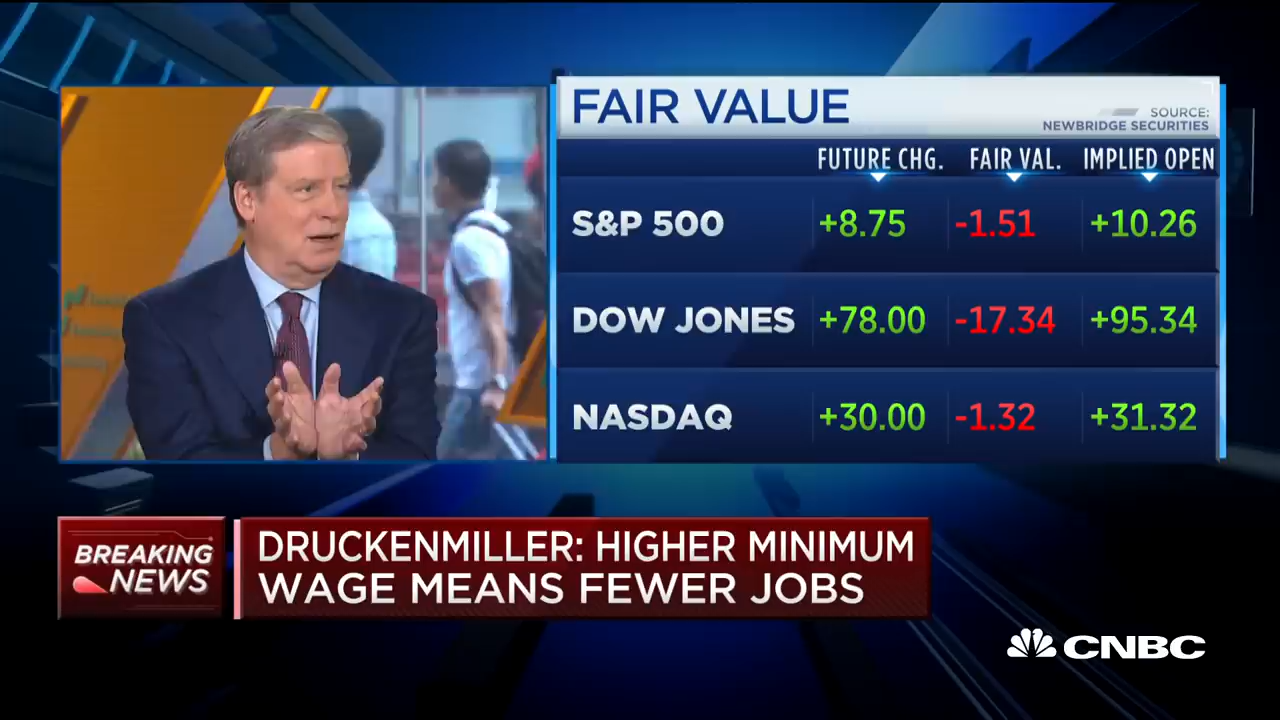 FAIR VALUE
SOURCE:
NEWBRIDGE SECURITIES
FUTURE CHG. FAIR VAL. IMPLIED OPEN
S&P 500 +8.75 -1.51 +10.26
DOW JONES +78.00 -17.34 +95.34
NASDAQ +30.00 -1.32 +31.32
BREAKING
NEWS
DRUCKENMILLER: HIGHER MINIMUM
WAGE MEANS FEWER JOBS
CNBC